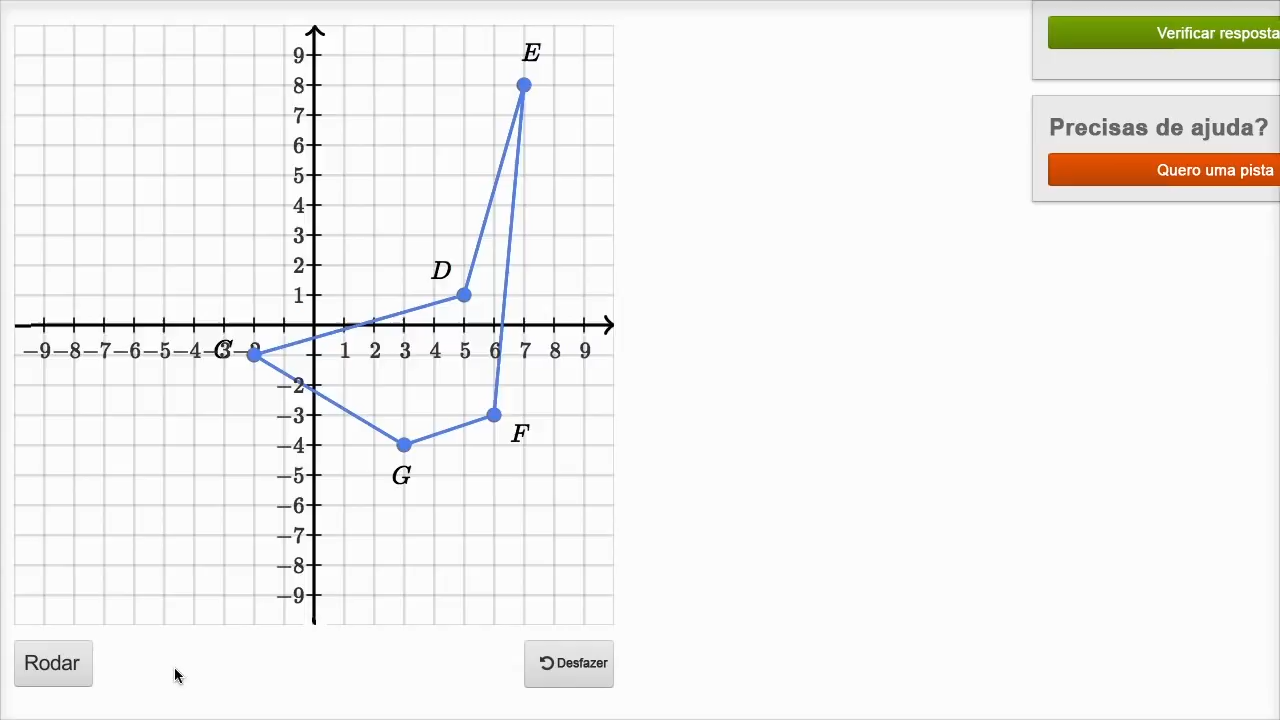 Verificar resposta
Precisas de ajuda?
Quero uma pista
E
9
8
7
6
5
4
3
2
1
D
C
−9 −8 −7 −6 −5 −4 −3 −2 1 2 3 4 5 6 7 8 9
−2
−3
−4
−5
−6
−7
−8
−9
F
G
Rodar
Desfazer